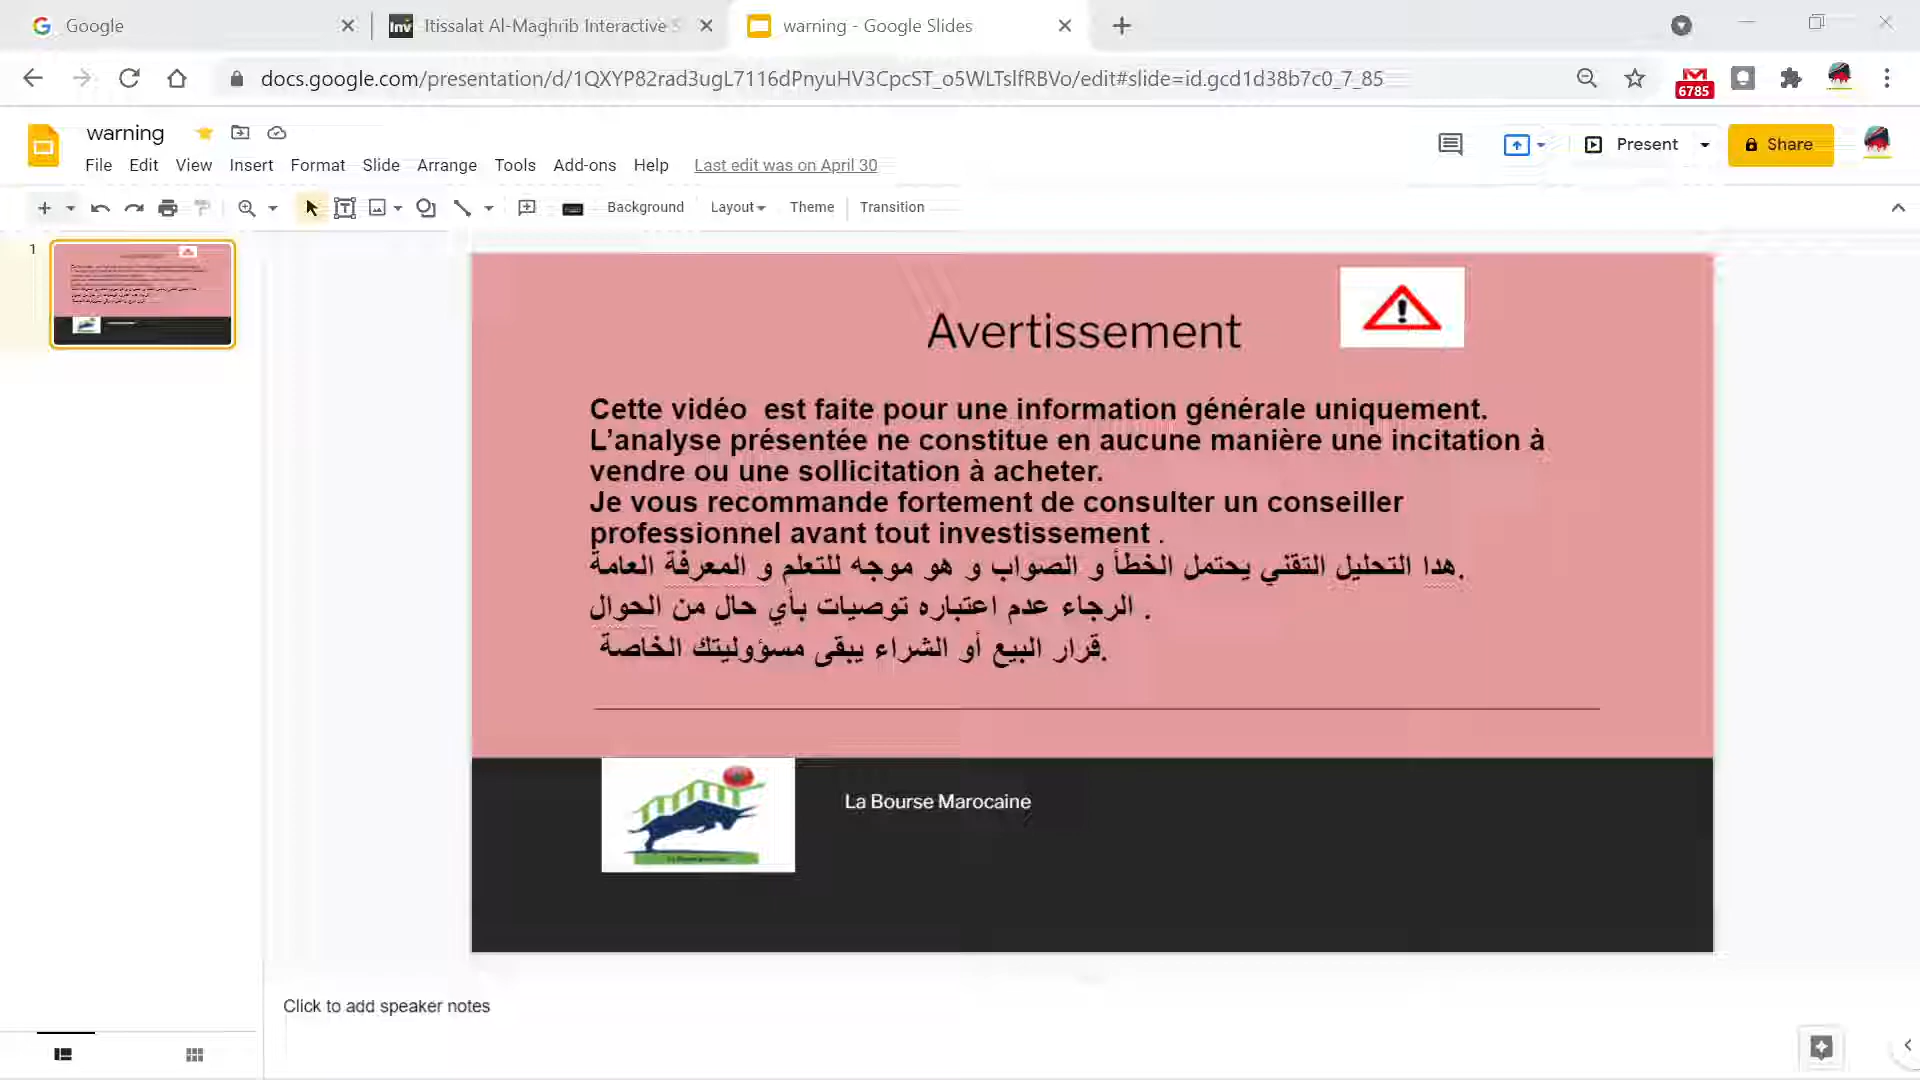 Google
Itissalat Al-Maghrib Interactive S
warning - Google Slides
docs.google.com/presentation/d/1QXYP82rad3ugL7116dPnyuHV3CpcST_o5WLTslfRBVo/edit#slide=id.gcd1d38b7c0_7_85
6785
warning
File Edit View Insert Format Slide Arrange Tools Add-ons Help Last edit was on April 30
Present
Share
Background Layout Theme Transition
1
Avertissement
Cette vidéo est faite pour une information générale uniquement.
L'analyse présentée ne constitue en aucune manière une incitation à
vendre ou une sollicitation à acheter.
Je vous recommande fortement de consulter un conseiller
professionnel avant tout investissement .
هدا التحليل التقني يحتمل الخطأ و الصواب و هو موجه للتعلم و المعرفة العامة.
الرجاء عدم اعتباره توصيات بأي حال من الحوال .
قرار البيع أو الشراء يبقى مسؤوليتك الخاصة.
La Bourse Marocaine
Click to add speaker notes